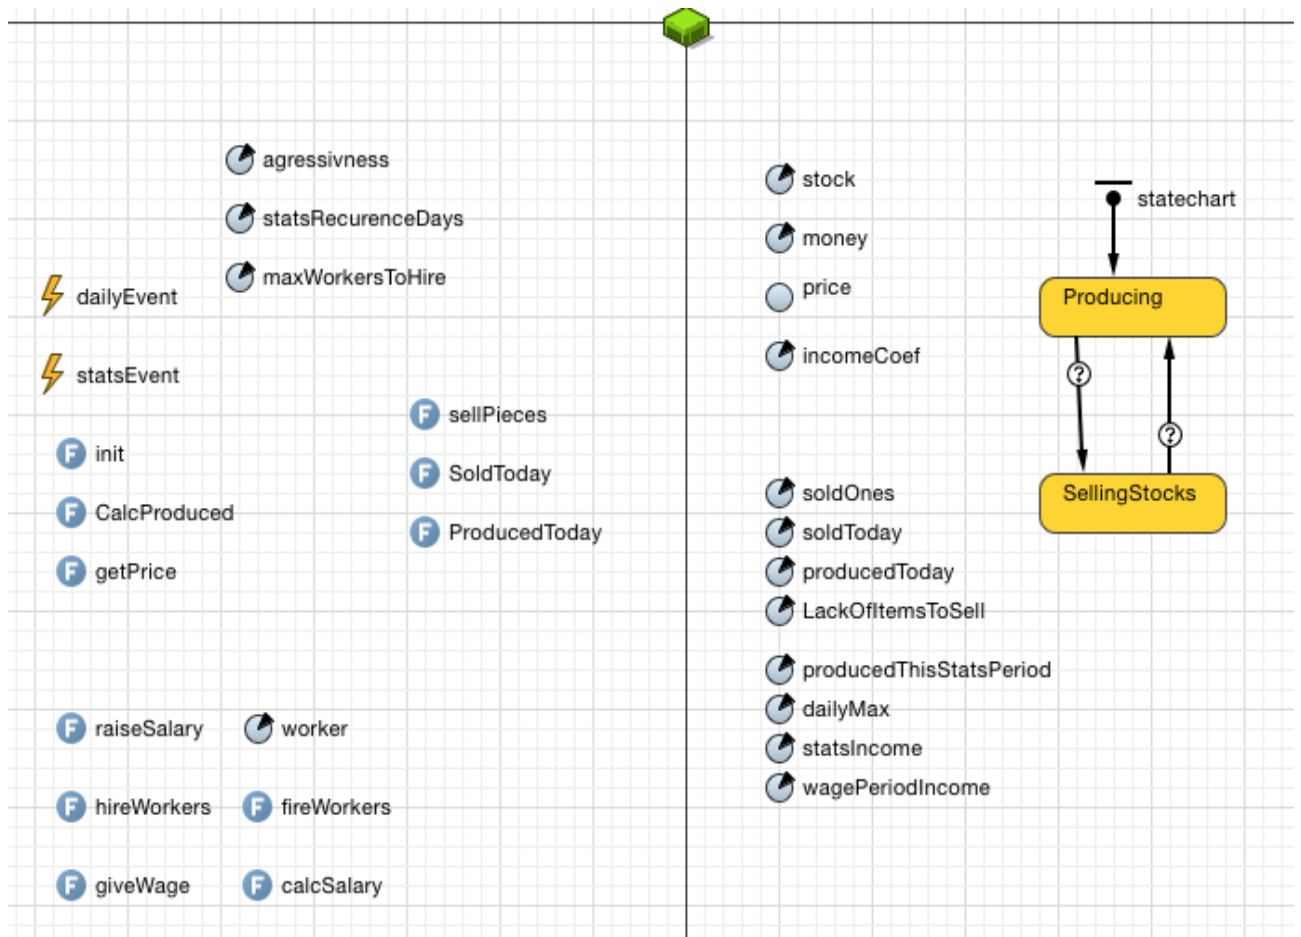 agressivness
statsRecurenceDays
maxWorkersToHire
dailyEvent
statsEvent
F sellPieces
F init
F SoldToday
F CalcProduced
F ProducedToday
F getPrice
F raiseSalary
worker
F hireWorkers
F fireWorkers
F giveWage
F calcSalary
stock
money
price
incomeCoef
soldOnes
soldToday
producedToday
LackOfItemsToSell
producedThisStatsPeriod
dailyMax
statsIncome
wagePeriodIncome
statechart
Producing
?
?
SellingStocks